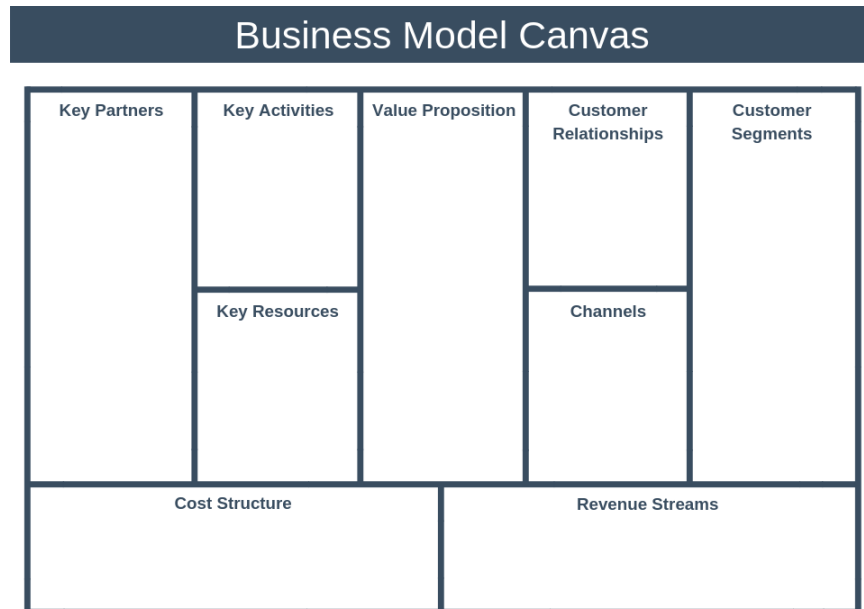 Business Model Canvas
Key Partners
Key Activities
Value Proposition
Customer
Relationships
Customer
Segments
Key Resources
Channels
Cost Structure
Revenue Streams